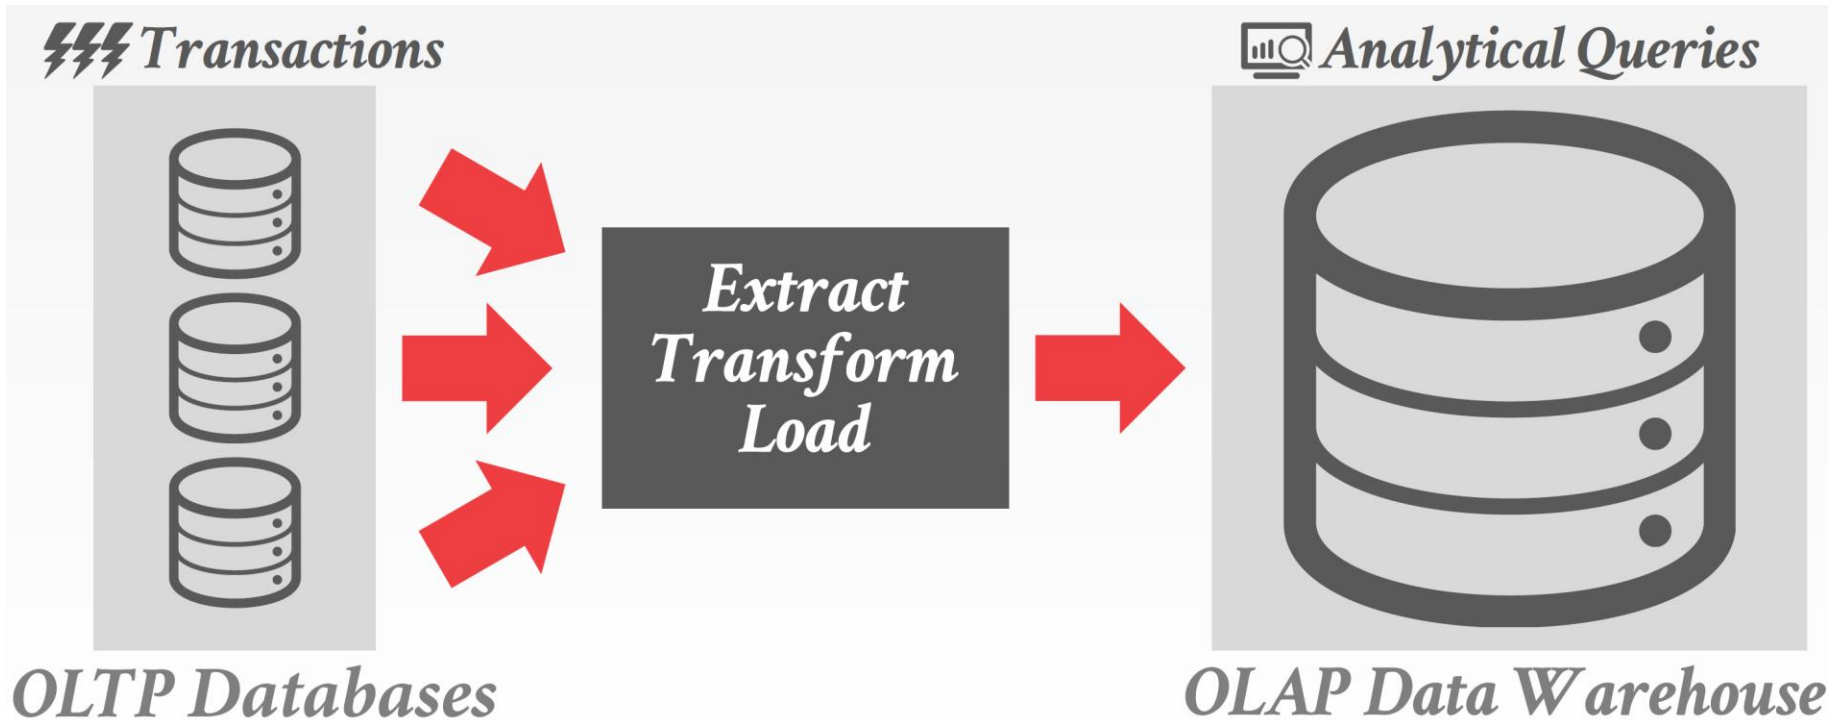 Transactions
Analytical Queries
Extract
Transform
Load
OLTP Databases
OLAP Data Warehouse